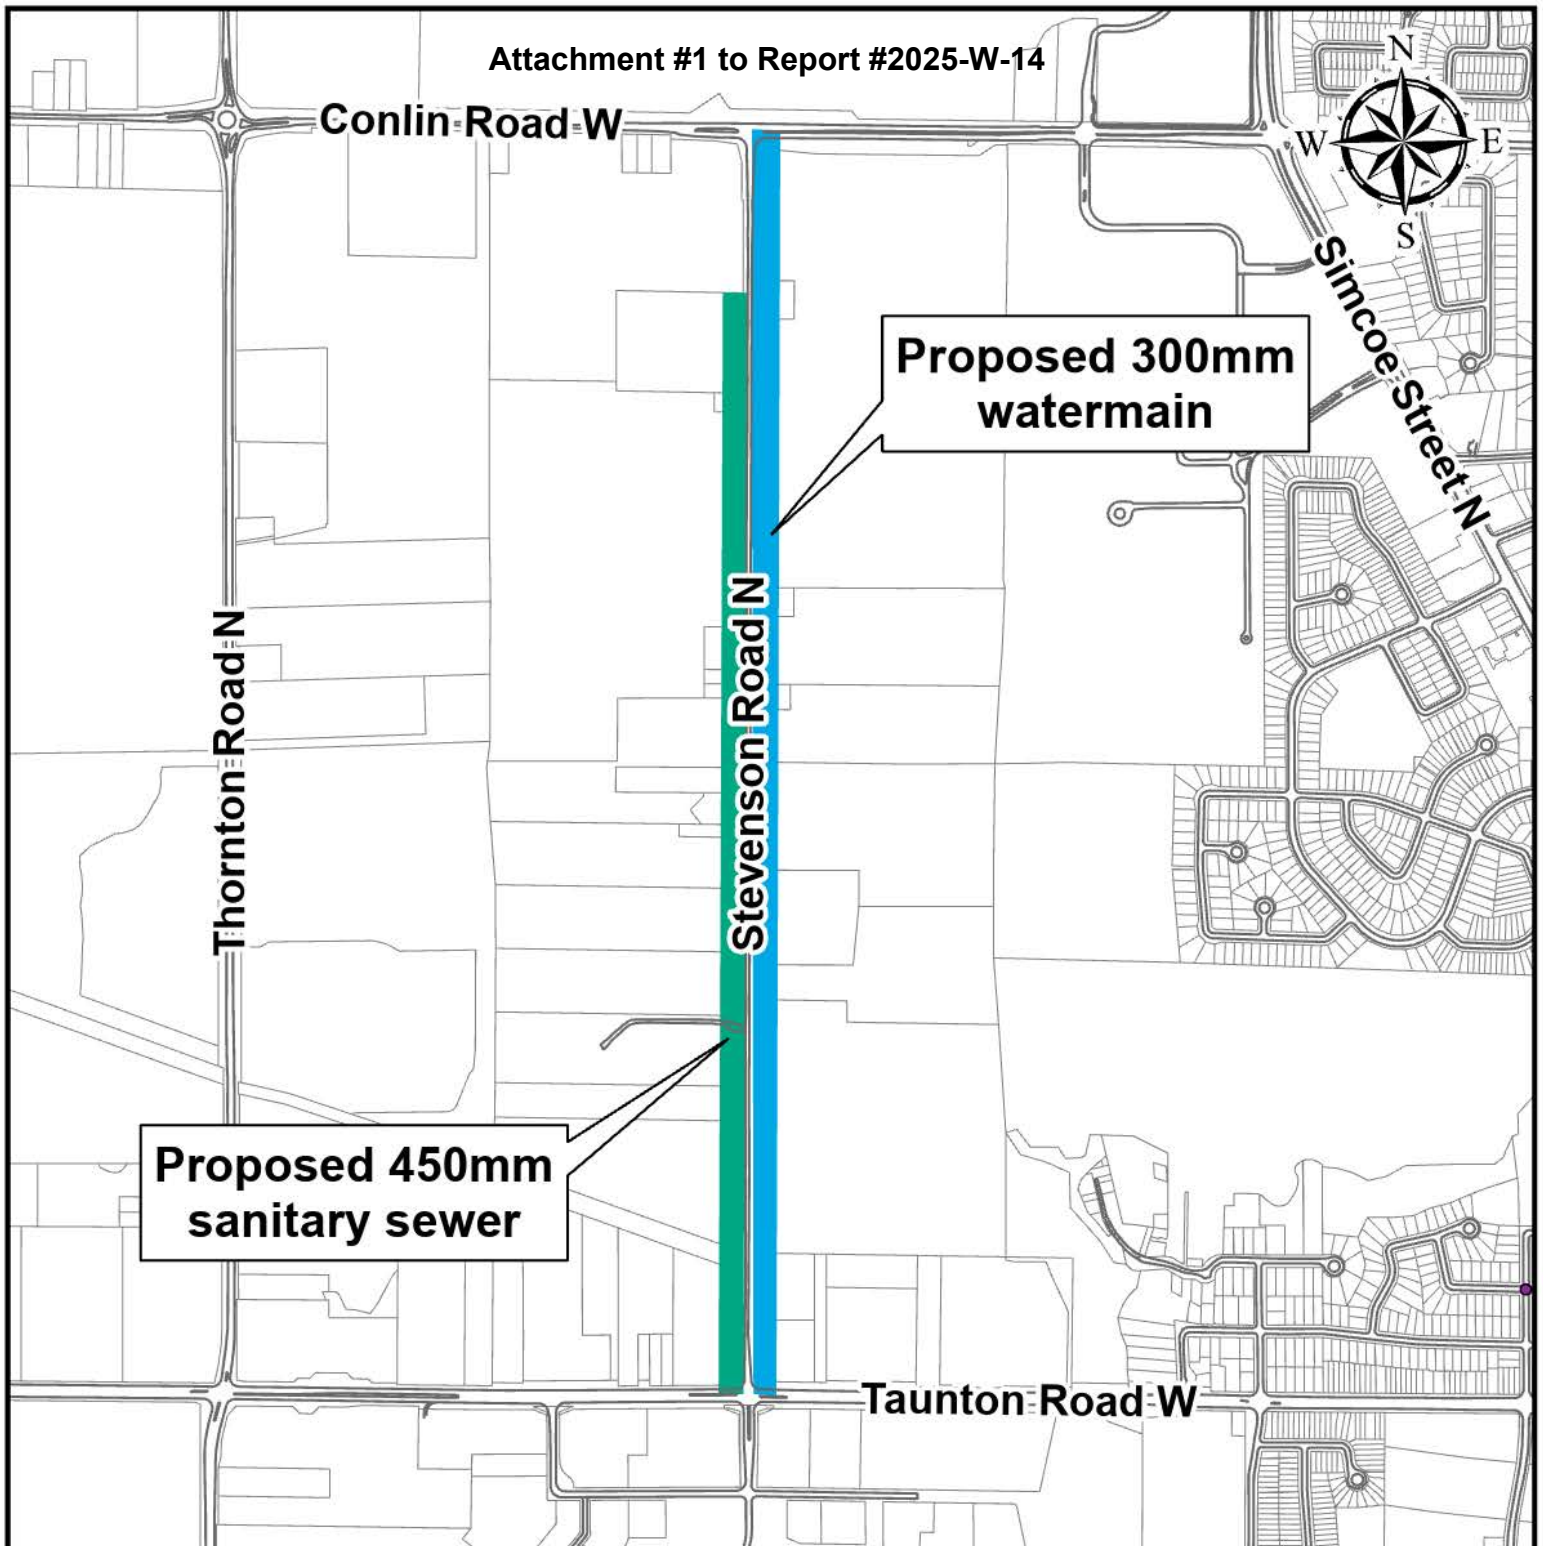 Attachment #1 to Report #2025-W-14
Conlin Road W
N
W
E
S
Simcoe Street N
Proposed 300mm
watermain
Thornton Road N
Stevenson Road N
Proposed 450mm
sanitary sewer
Taunton Road W